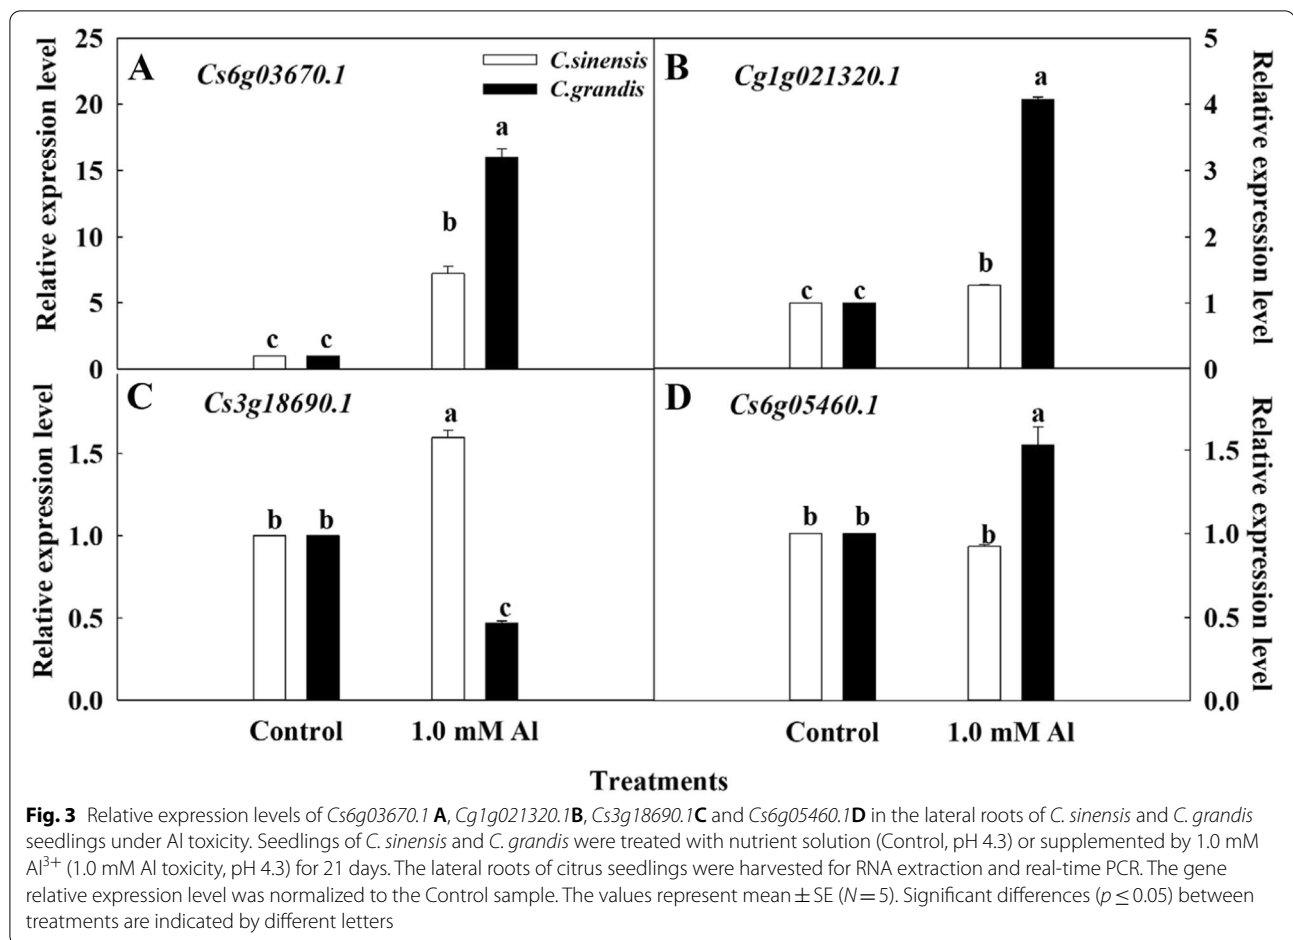 25
20
15
10
5
0
Relative expression level
A
Cs6g03670.1
C.sinensis
C.grandis
c
c
b
a
B
Cg1g021320.1
c
c
b
a
5
4
3
2
1
0
Relative expression level
C
Cs3g18690.1
1.5
1.0
0.5
0.0
Relative expression level
b
b
a
c
D
Cs6g05460.1
b
b
b
a
1.5
1.0
0.5
0.0
Relative expression level
Control
1.0 mM Al
Control
1.0 mM Al
Treatments
Fig. 3 Relative expression levels of Cs6g03670.1 A, Cg1g021320.1B, Cs3g18690.1C and Cs6g05460.1D in the lateral roots of C. sinensis and C. grandis
seedlings under Al toxicity. Seedlings of C. sinensis and C. grandis were treated with nutrient solution (Control, pH 4.3) or supplemented by 1.0 mM
Al³⁺ (1.0 mM Al toxicity, pH 4.3) for 21 days. The lateral roots of citrus seedlings were harvested for RNA extraction and real-time PCR. The gene
relative expression level was normalized to the Control sample. The values represent mean ± SE (N = 5). Significant differences (p ≤ 0.05) between
treatments are indicated by different letters